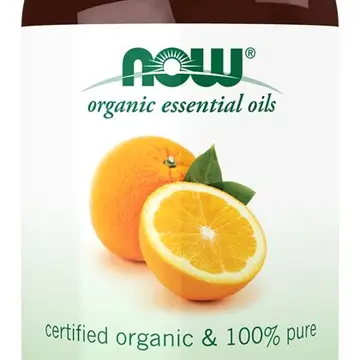 now®
organic essential oils
certified organic & 100% pure